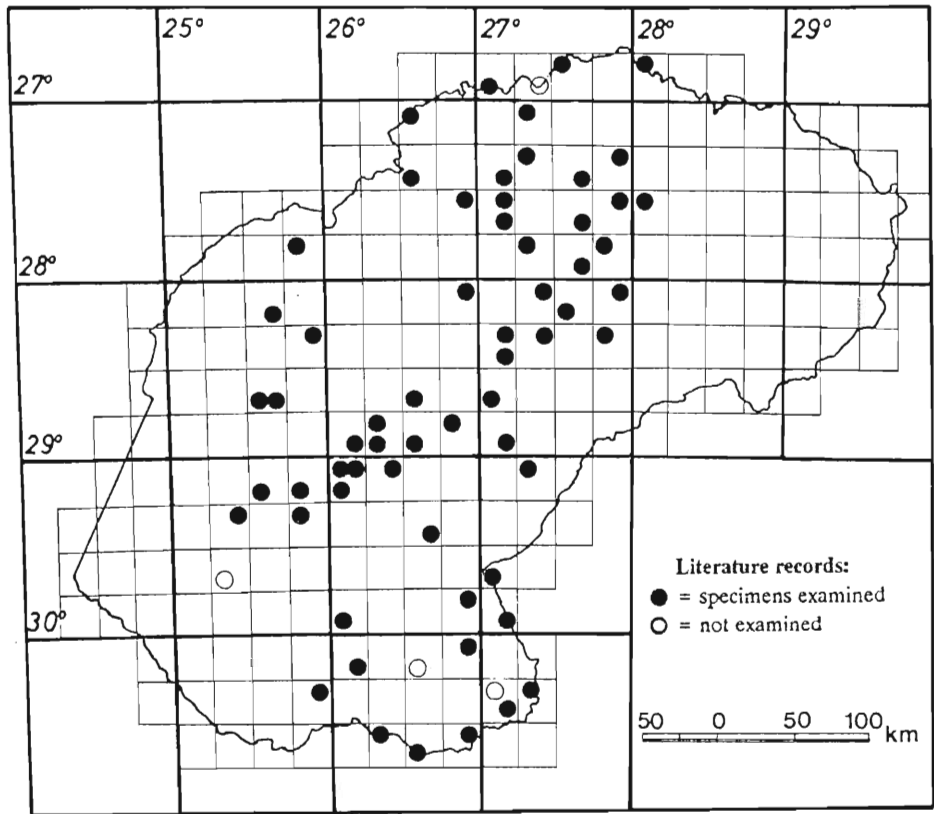 25° 26° 27° 28° 29°
27°
28°
29°
30°
Literature records:
= specimens examined
= not examined
50 0 50 100 km